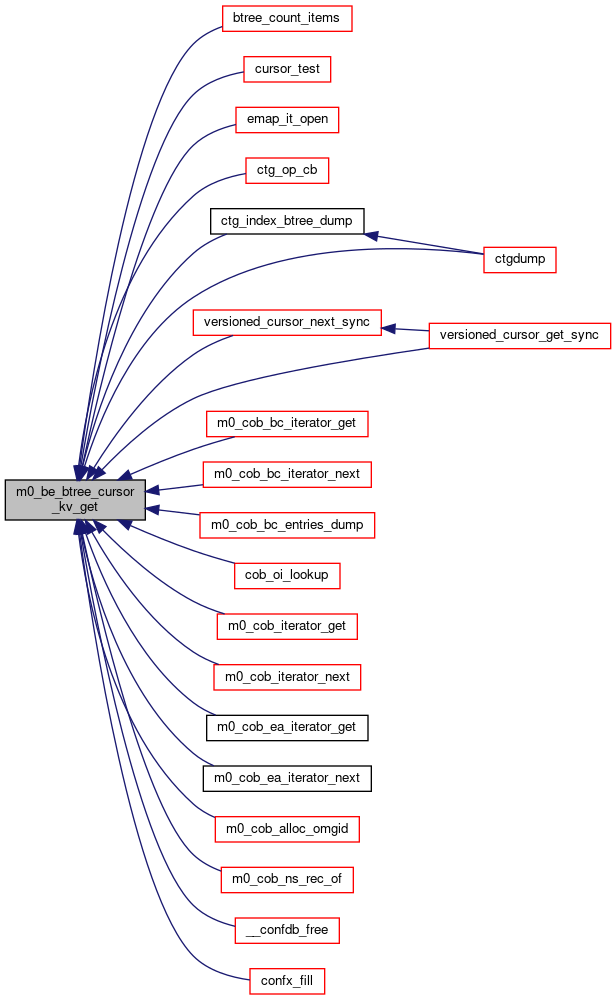 btree_count_items
cursor_test
emap_it_open
ctg_op_cb
ctg_index_btree_dump
ctgdump
versioned_cursor_next_sync
versioned_cursor_get_sync
m0_cob_bc_iterator_get
m0_cob_bc_iterator_next
m0_be_btree_cursor
_kv_get
m0_cob_bc_entries_dump
cob_oi_lookup
m0_cob_iterator_get
m0_cob_iterator_next
m0_cob_ea_iterator_get
m0_cob_ea_iterator_next
m0_cob_alloc_omgid
m0_cob_ns_rec_of
__confdb_free
confx_fill